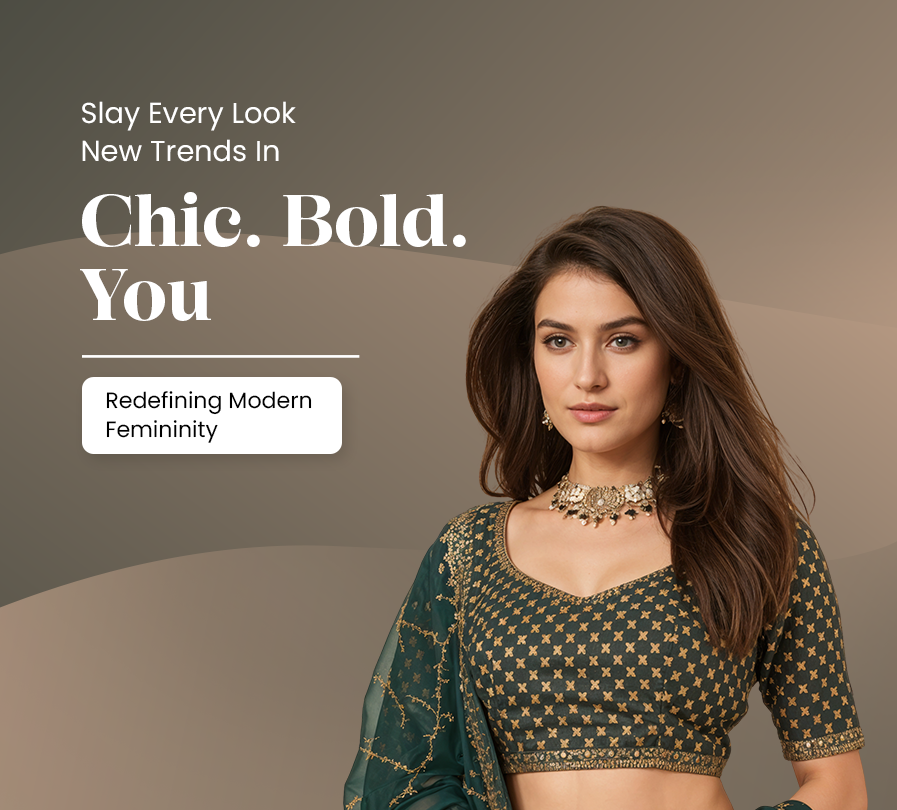 Slay Every Look
New Trends In
Chic. Bold.
You
Redefining Modern
Femininity